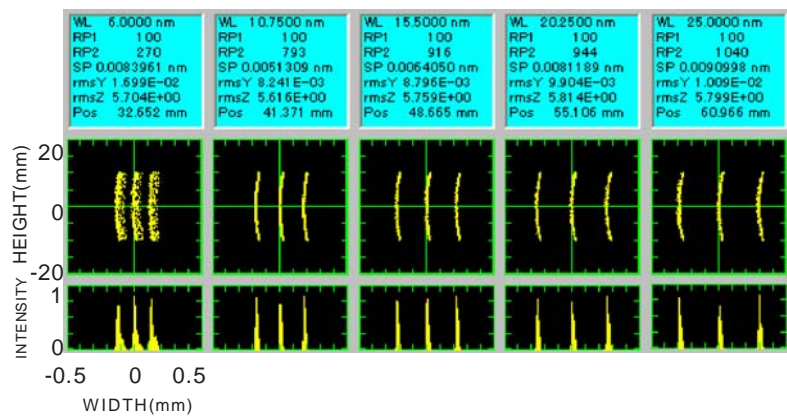 WL 6.0000 nm
RP1 100
RP2 270
SP 0.0083961 nm
rmsY 1.699E-02
rmsZ 5.704E+00
Pos 32.652 mm
WL 10.7500 nm
RP1 100
RP2 793
SP 0.0051309 nm
rmsY 8.241E-03
rmsZ 5.616E+00
Pos 41.371 mm
WL 15.5000 nm
RP1 100
RP2 916
SP 0.0064050 nm
rmsY 8.796E-03
rmsZ 5.759E+00
Pos 48.665 mm
WL 20.2500 nm
RP1 100
RP2 944
SP 0.0081189 nm
rmsY 9.904E-03
rmsZ 5.814E+00
Pos 55.106 mm
WL 25.0000 nm
RP1 100
RP2 1040
SP 0.0090998 nm
rmsY 1.009E-02
rmsZ 5.799E+00
Pos 60.966 mm
20
0
-20
HEIGHT(mm)
1
0
INTENSITY
-0.5 0 0.5
WIDTH(mm)